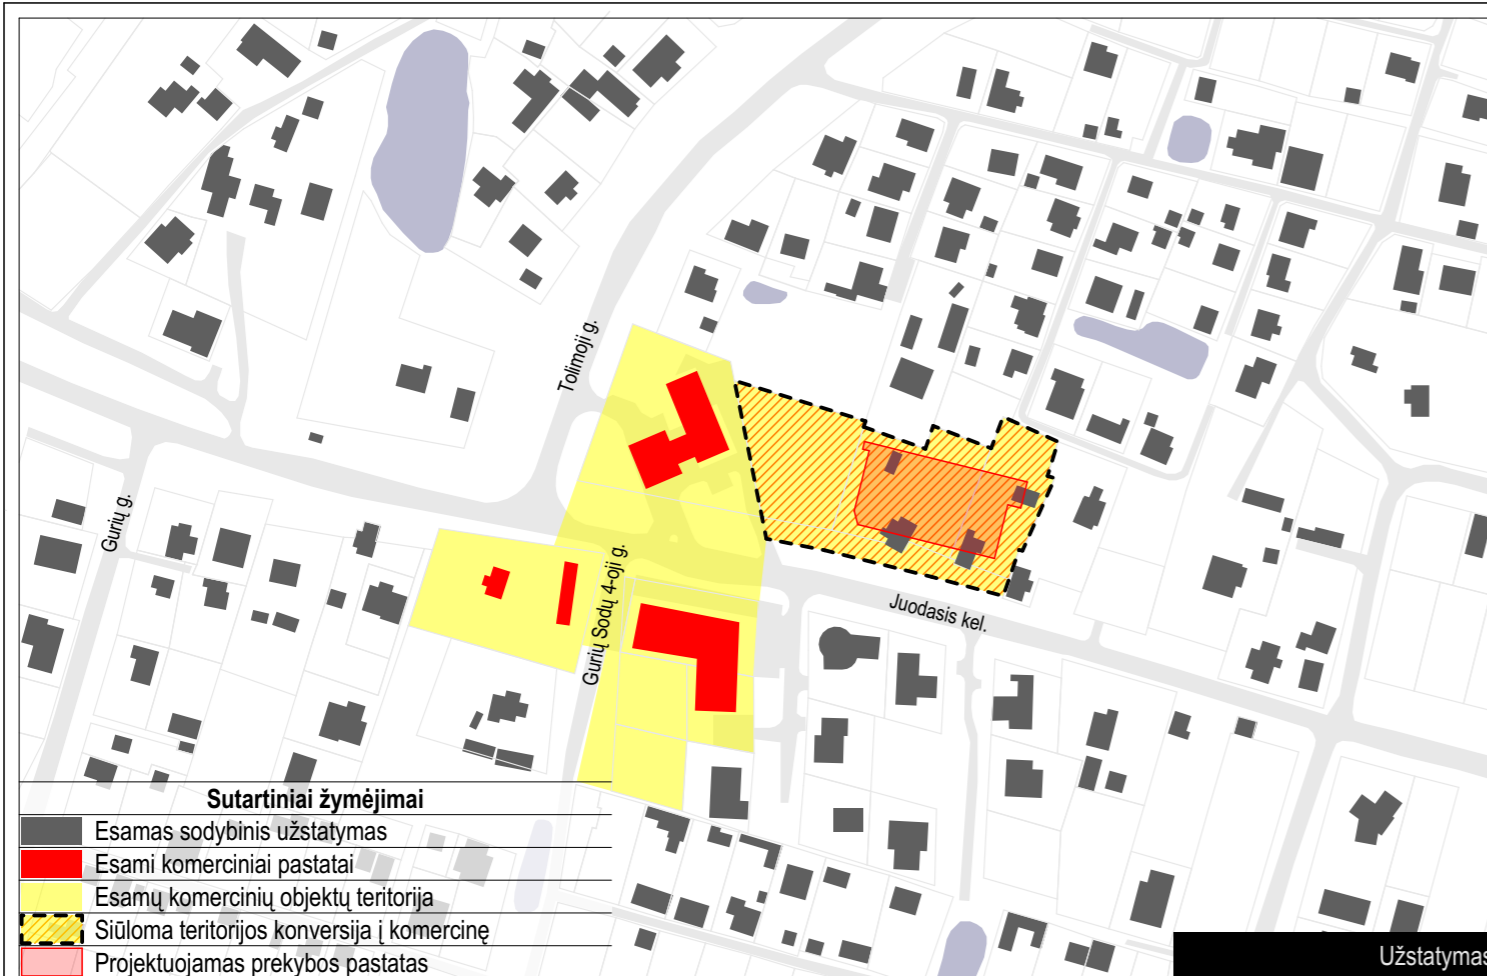 Tolimoji g.
Gurių g.
Gurių Sodų 4-oji g.
Juodasis kel.
Sutartiniai žymėjimai
Esamas sodybinis užstatymas
Esami komerciniai pastatai
Esamų komercinių objektų teritorija
Siūloma teritorijos konversija į komercinę
Projektuojamas prekybos pastatas
Užstatymas